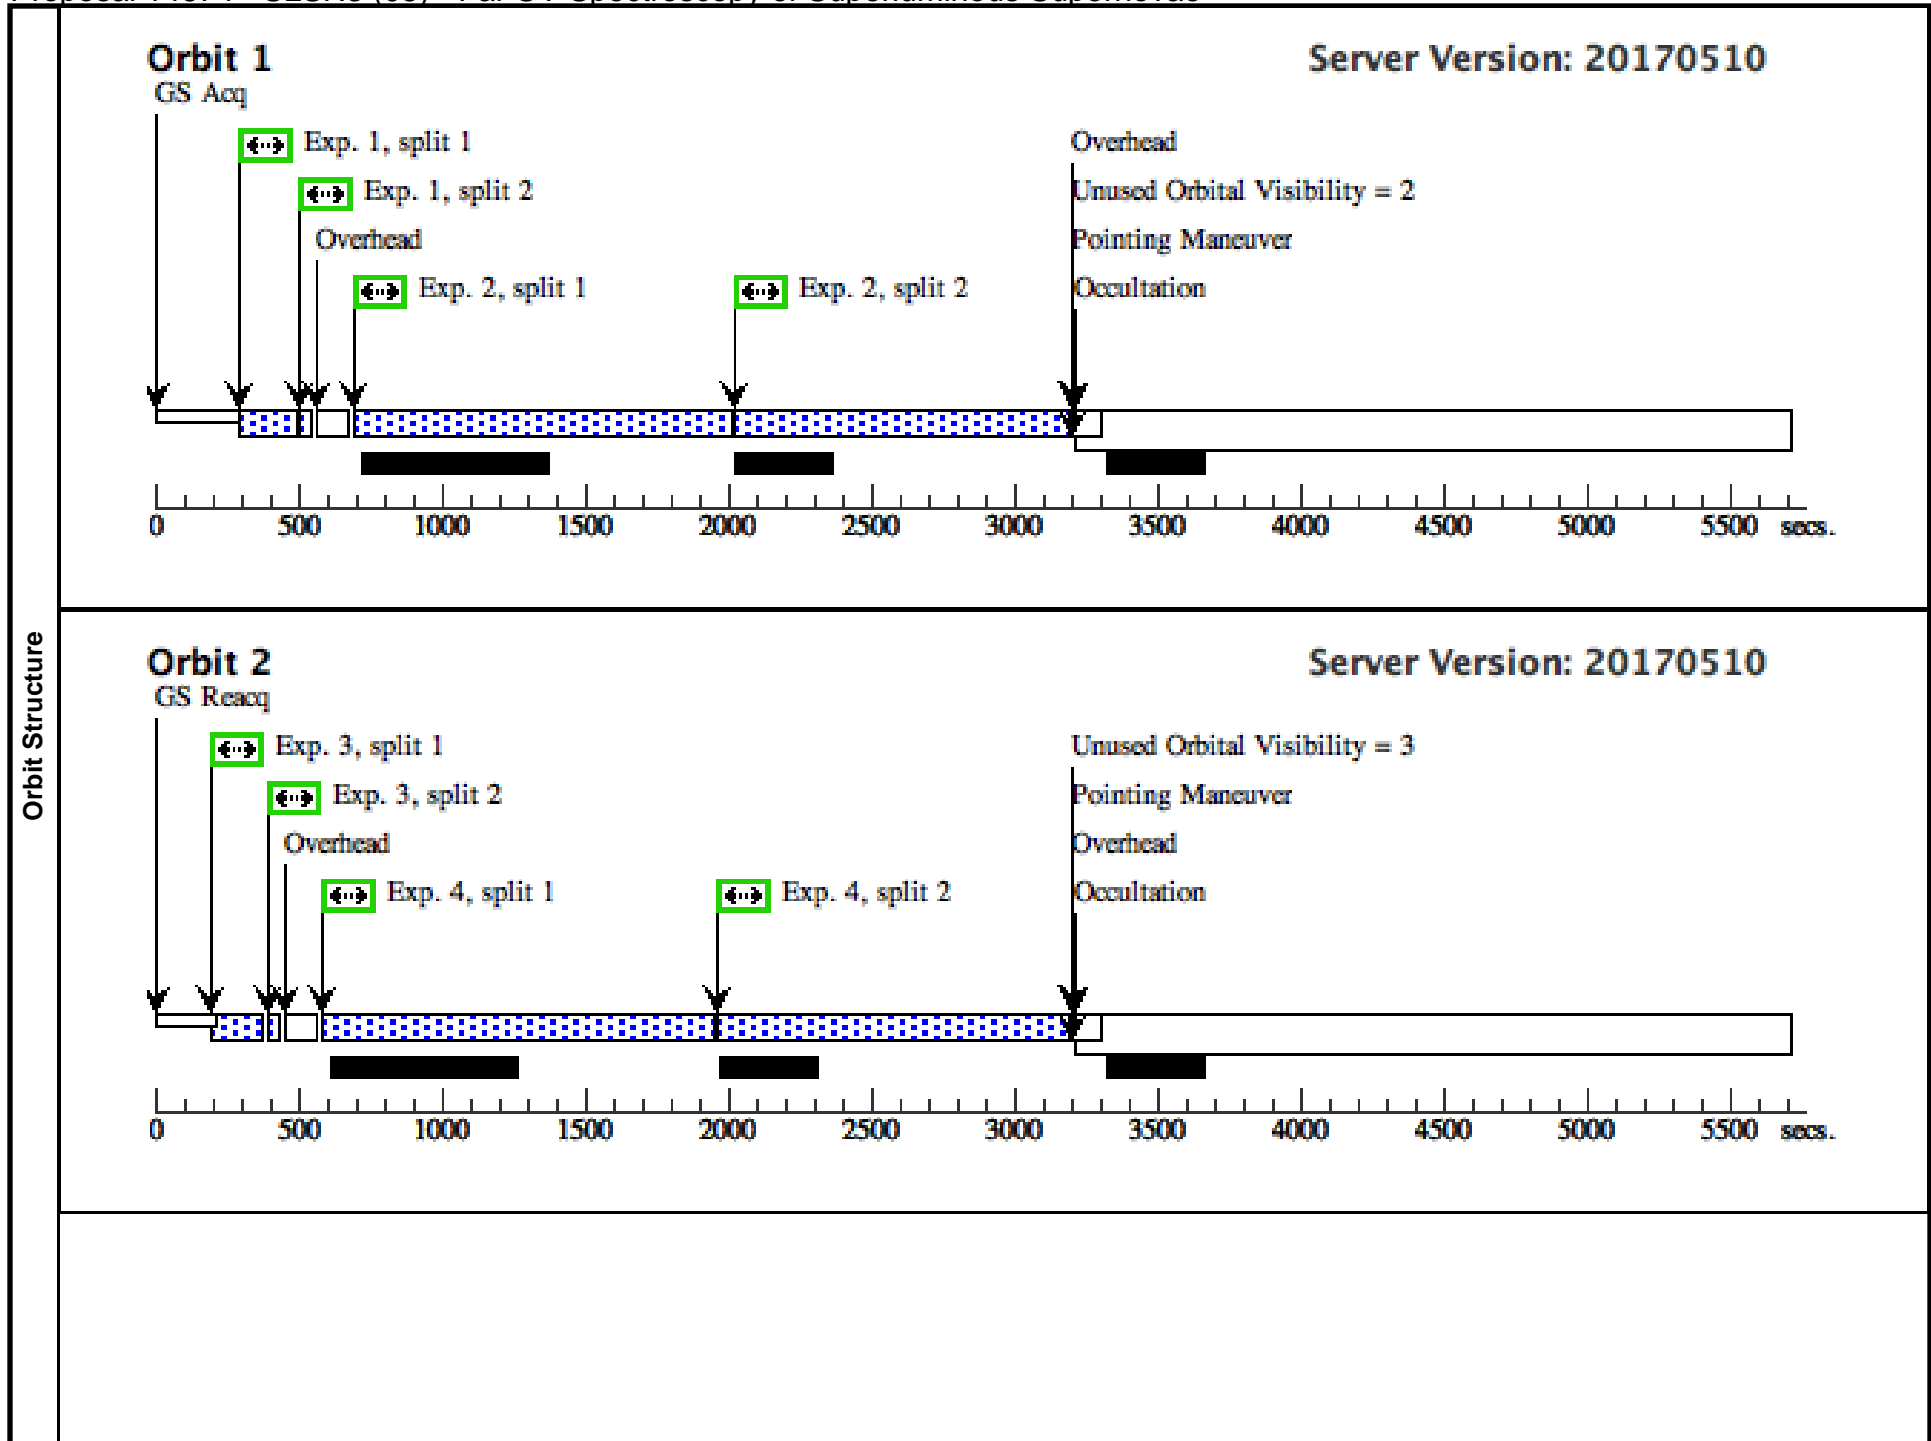 Orbit 1
Server Version: 20170510
GS Acq
Exp. 1, split 1
Overhead
Exp. 1, split 2
Unused Orbital Visibility = 2
Overhead
Pointing Maneuver
Exp. 2, split 1
Exp. 2, split 2
Occultation
0 500 1000 1500 2000 2500 3000 3500 4000 4500 5000 5500 secs.
Orbit Structure
Orbit 2
Server Version: 20170510
GS Reacq
Exp. 3, split 1
Unused Orbital Visibility = 3
Exp. 3, split 2
Pointing Maneuver
Overhead
Overhead
Exp. 4, split 1
Exp. 4, split 2
Occultation
0 500 1000 1500 2000 2500 3000 3500 4000 4500 5000 5500 secs.